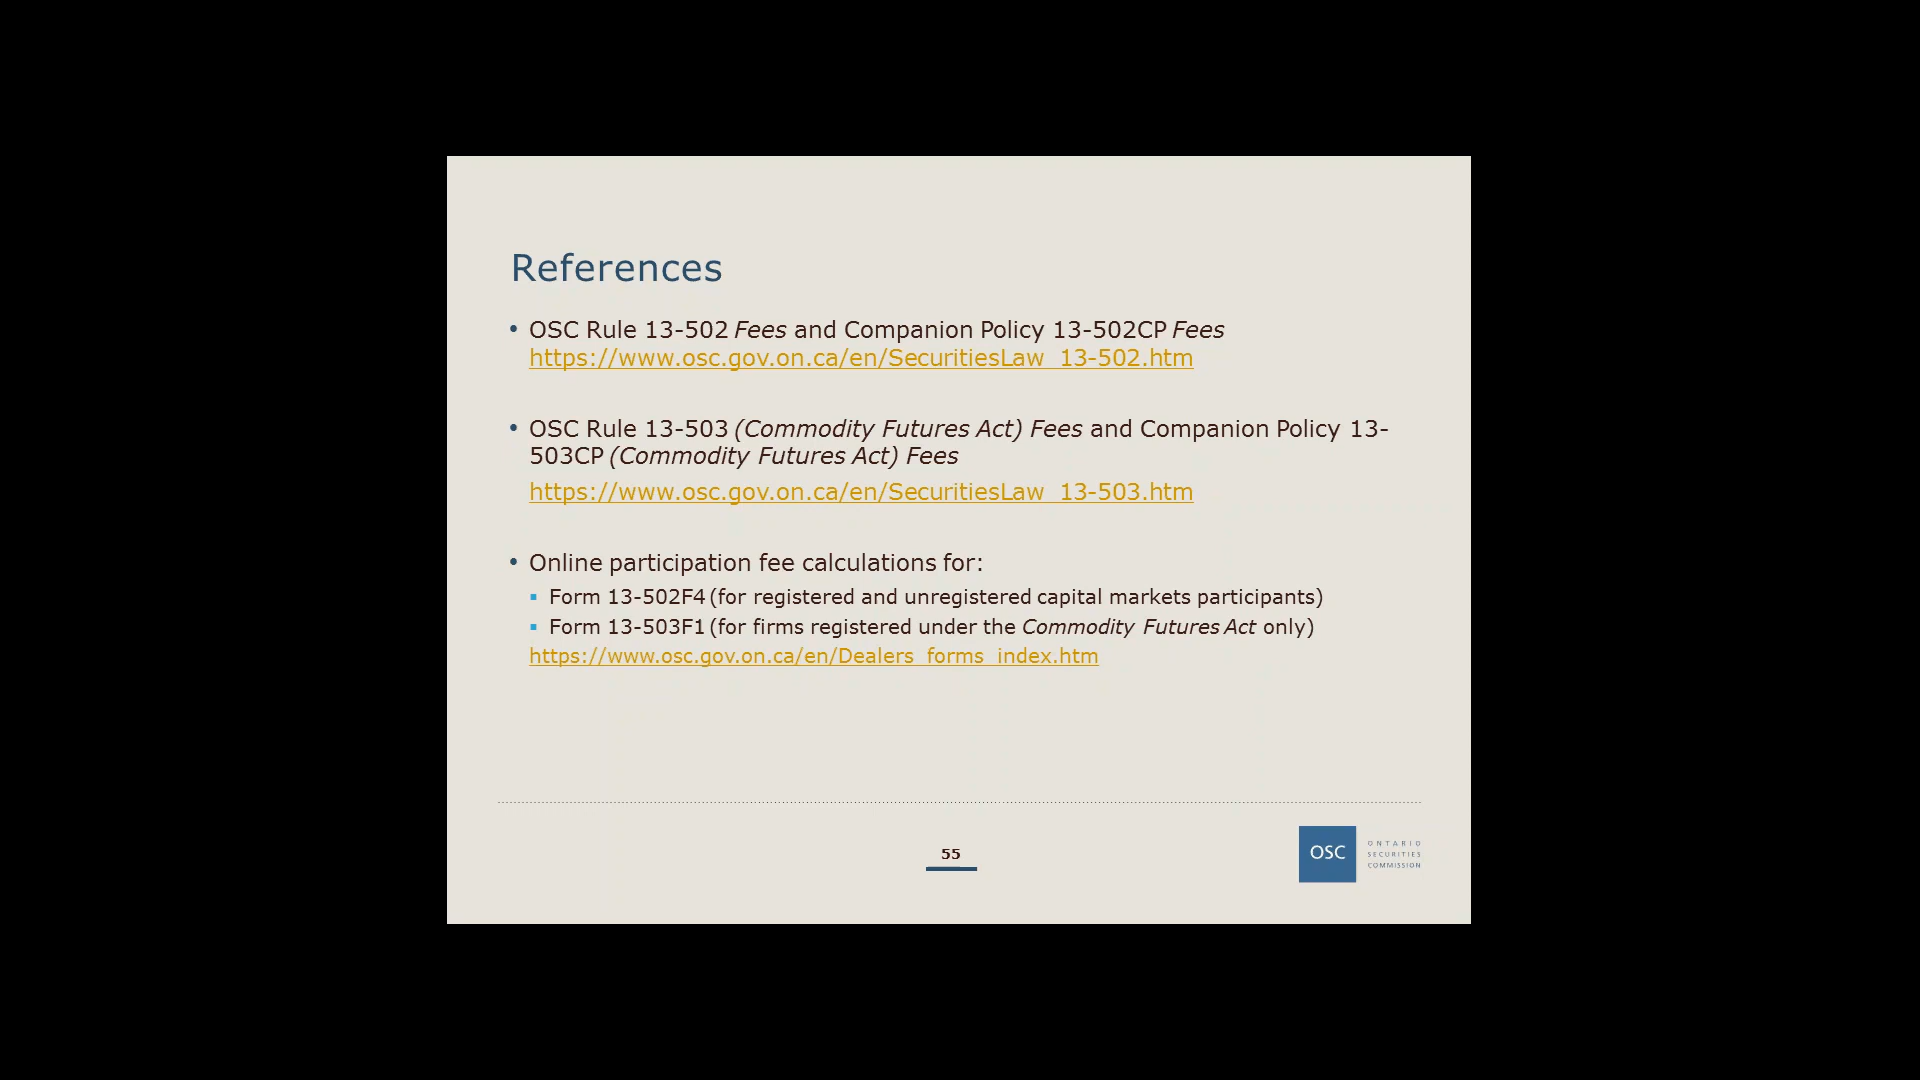 References
• OSC Rule 13-502 Fees and Companion Policy 13-502CP Fees
https://www.osc.gov.on.ca/en/SecuritiesLaw_13-502.htm
• OSC Rule 13-503 (Commodity Futures Act) Fees and Companion Policy 13-
503CP (Commodity Futures Act) Fees
https://www.osc.gov.on.ca/en/SecuritiesLaw_13-503.htm
• Online participation fee calculations for:
▪ Form 13-502F4 (for registered and unregistered capital markets participants)
▪ Form 13-503F1 (for firms registered under the Commodity Futures Act only)
https://www.osc.gov.on.ca/en/Dealers_forms_index.htm
55
OSC
ONTARIO
SECURITIES
COMMISSION